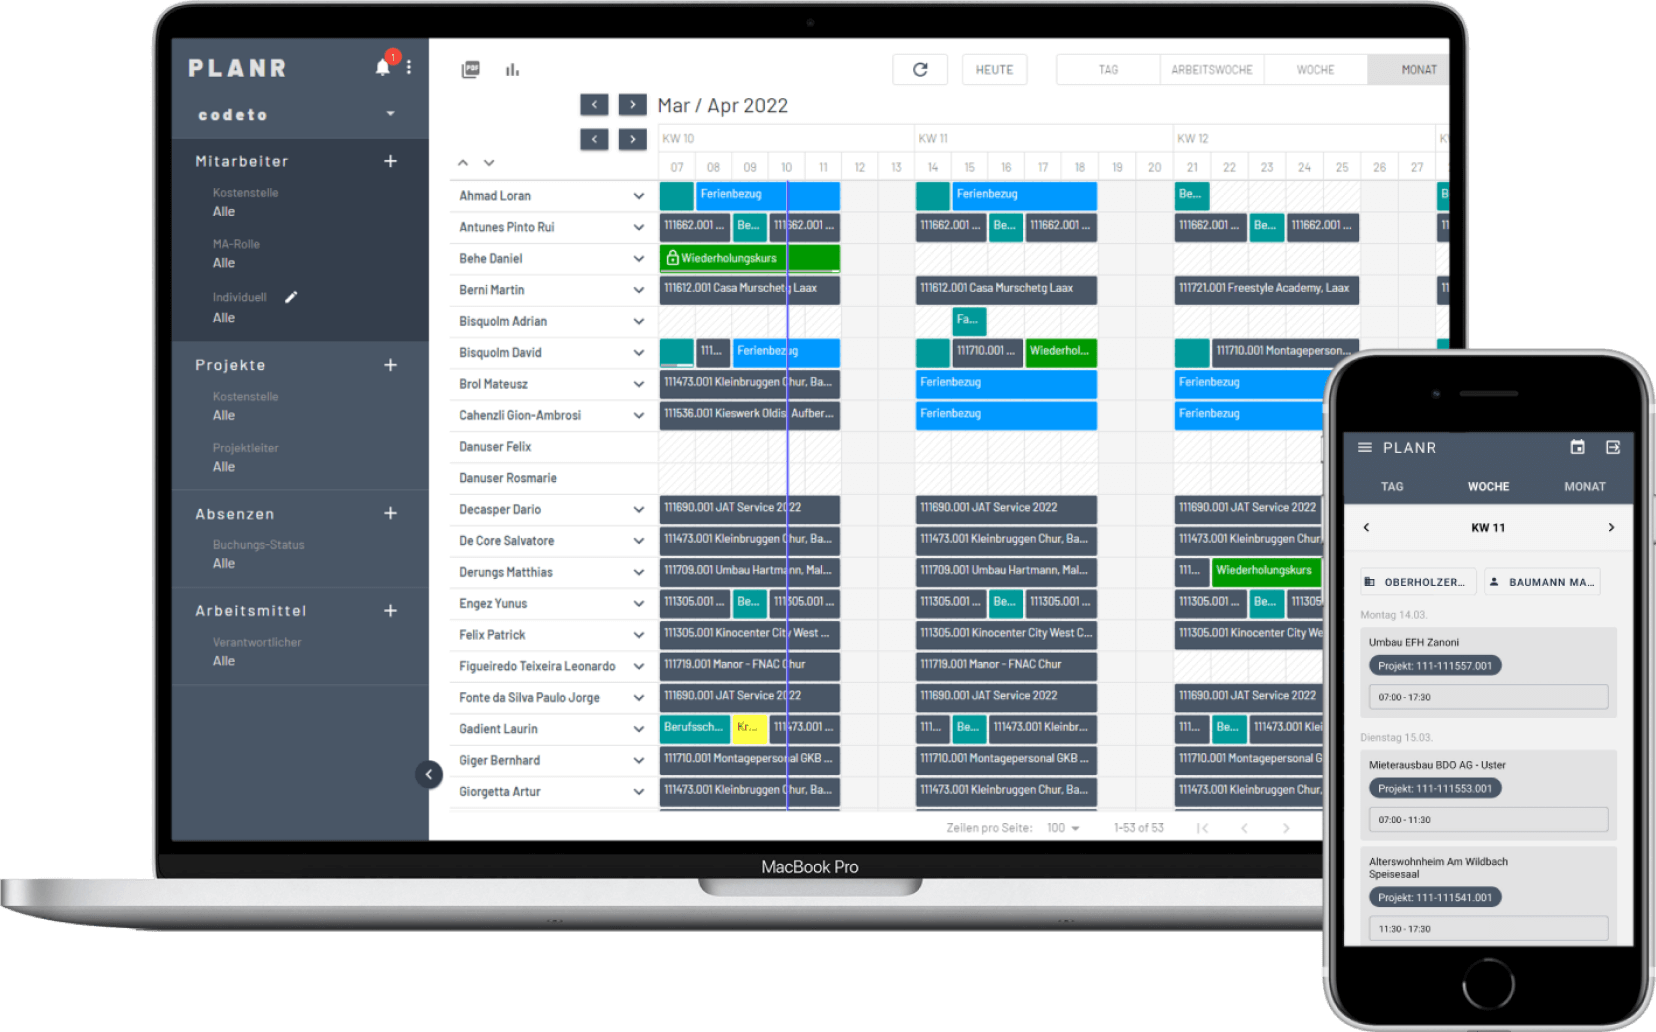 PLANR
1
codeto
Mitarbeiter
Kostenstelle
Alle
MA-Rolle
Alle
Individuell
Alle
Projekte
Kostenstelle
Alle
Projektleiter
Alle
Absenzen
Buchungs-Status
Alle
Arbeitsmittel
Verantwortlicher
Alle
PDF
HEUTE TAG ARBEITSWOCHE WOCHE MONAT
Mar / Apr 2022
KW 10 KW 11 KW 12
07 08 09 10 11 12 13 14 15 16 17 18 19 20 21 22 23 24 25 26 27
Ahmad Loran Ferienbezug Ferienbezug Be...
Antunes Pinto Rui 111662.001 ... Be... 111662.001 ... 111662.001 ... Be... 111662.001 ... 111662.001 ... Be... 111662.001 ...
Behe Daniel Wiederholungskurs
Berni Martin 111612.001 Casa Murschetg Laax 111612.001 Casa Murschetg Laax 111721.001 Freestyle Academy, Laax
Bisquolm Adrian Fa...
Bisquolm David 111... Ferienbezug 111710.001 ... Wiederhol... 111710.001 Montageperson...
Brol Mateusz 111473.001 Kleinbruggen Chur, Ba... Ferienbezug Ferienbezug
Cahenzli Gion-Ambrosi 111536.001 Kieswerk Oldis, Aufber... Ferienbezug Ferienbezug
Danuser Felix
Danuser Rosmarie
Decasper Dario 111690.001 JAT Service 2022 111690.001 JAT Service 2022 111690.001 JAT Service 2022
De Core Salvatore 111473.001 Kleinbruggen Chur, Ba... 111473.001 Kleinbruggen Chur, Ba... 111473.001 Kleinbruggen Chur,
Derungs Matthias 111709.001 Umbau Hartmann, Mal... 111709.001 Umbau Hartmann, Mal... 111... Wiederholungskurs
Engez Yunus 111305.001 ... Be... 111305.001 ... 111305.001 ... Be... 111305.001 ... 111305.001 ... Be... 111305
Felix Patrick 111305.001 Kinocenter City West ... 111305.001 Kinocenter City West C... 111305.001 Kinocenter City We
Figueiredo Teixeira Leonardo 111719.001 Manor - FNAC Chur 111719.001 Manor - FNAC Chur
Fonte da Silva Paulo Jorge 111690.001 JAT Service 2022 111690.001 JAT Service 2022 111690.001 JAT Service 2022
Gadient Laurin Berufssch... Kr... 111473.001 ... 111... Be... 111473.001 Kleinbr... 111... Be... 111473.001 Klei
Giger Bernhard 111710.001 Montagepersonal GKB ... 111710.001 Montagepersonal GKB ... 111710.001 Montagepersonal G
Giorgetta Artur 111473.001 Kleinbruggen Chur, Ba... 111473.001 Kleinbruggen Chur, Ba... 111473.001 Kleinbruggen Chur,
Zeilen pro Seite: 100 1-53 of 53
MacBook Pro
PLANR
TAG WOCHE MONAT
KW 11
OBERHOLZER... BAUMANN MA...
Montag 14.03.
Umbau EFH Zanoni
Projekt: 111-111557.001
07:00 - 17:30
Dienstag 15.03.
Mieterausbau BDO AG - Uster
Projekt: 111-111553.001
07:00 - 11:30
Alterswohnheim Am Wildbach
Speisesaal
Projekt: 111-111541.001
11:30 - 17:30